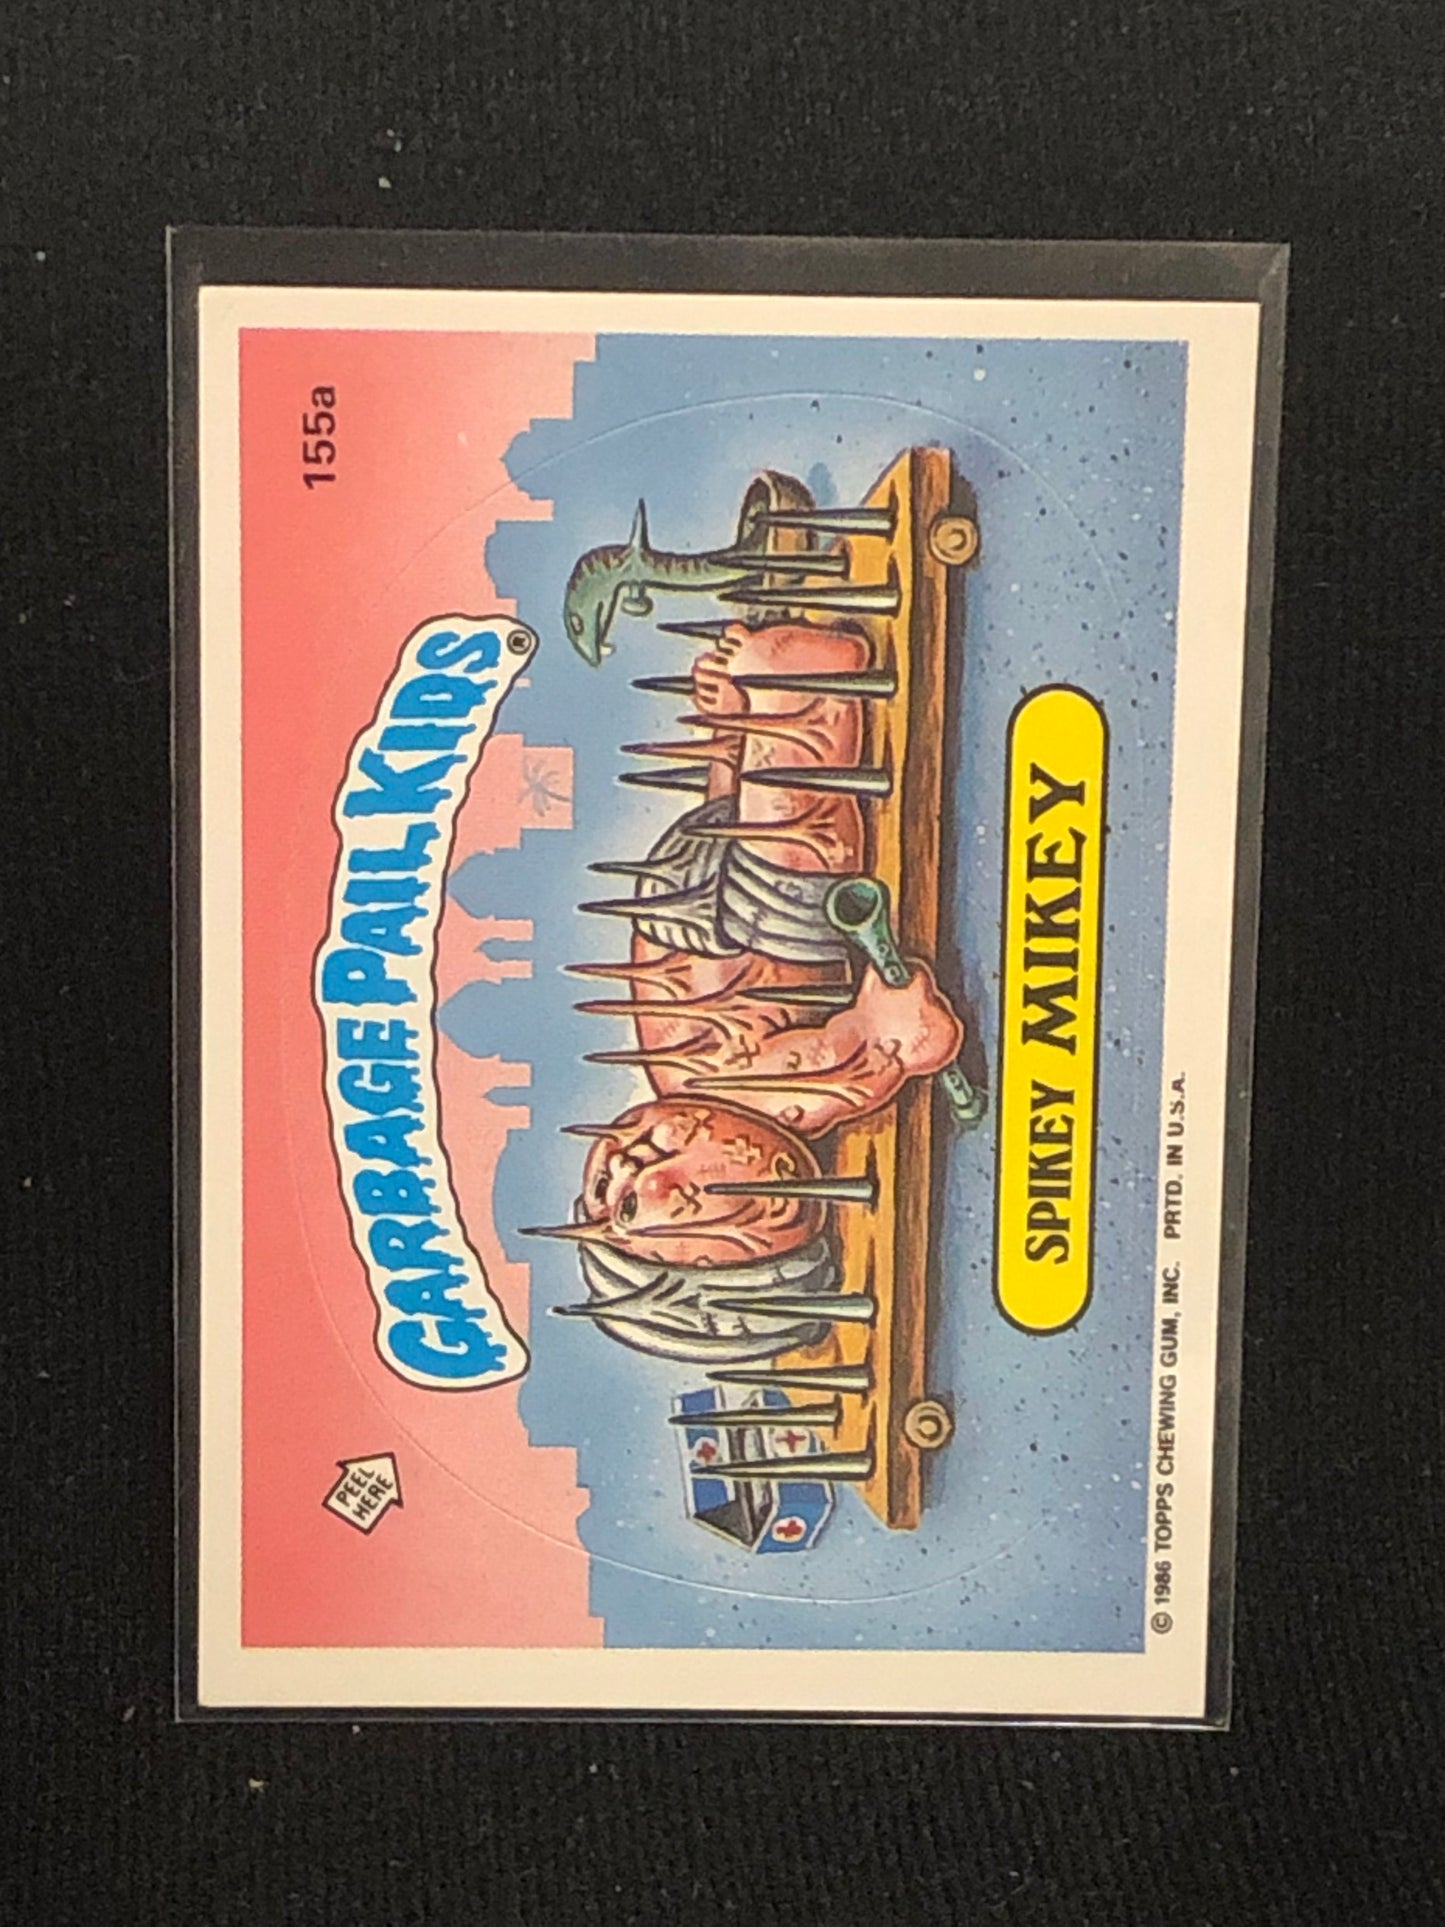 155a
GARBAGE PAIL KIDS®
PEEL
HERE
SPIKEY MIKEY
© 1986 TOPPS CHEWING GUM, INC. PRTD. IN U.S.A.